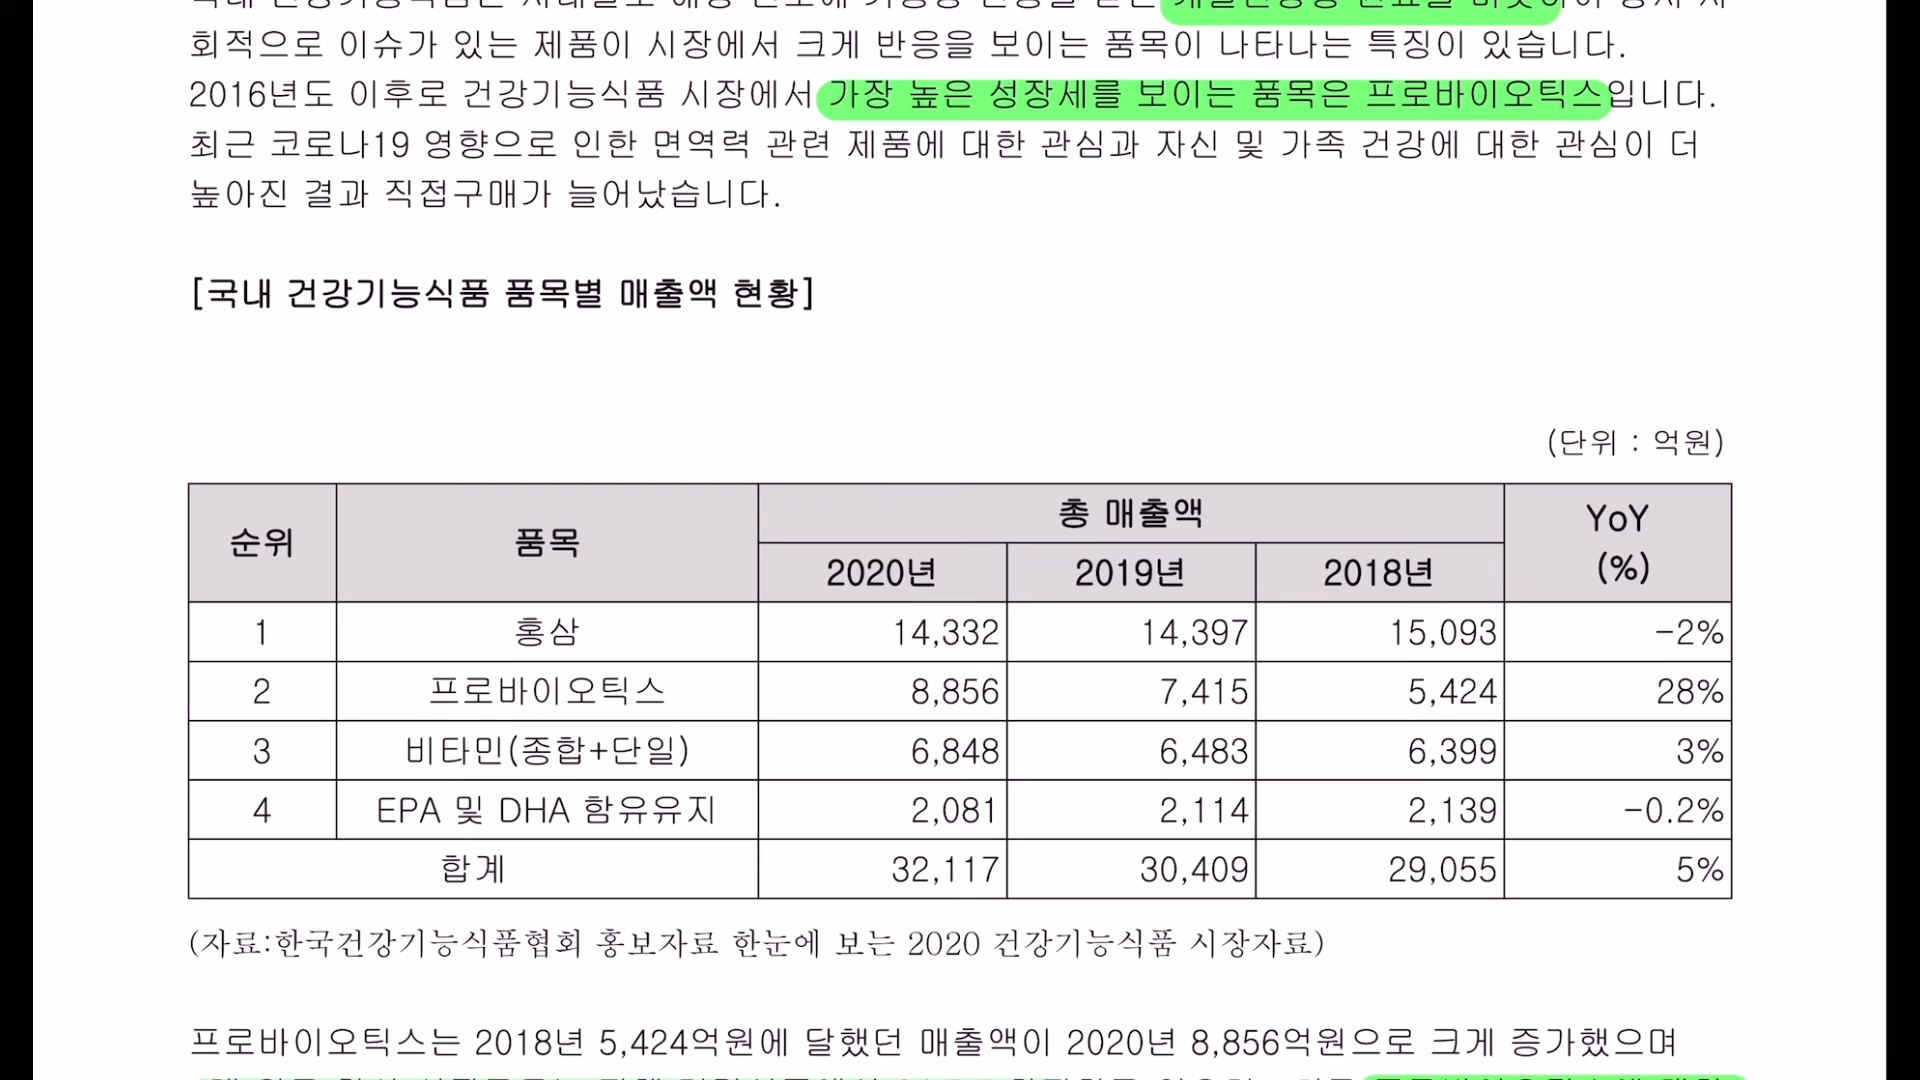 회적으로 이슈가 있는 제품이 시장에서 크게 반응을 보이는 품목이 나타나는 특징이 있습니다.
2016년도 이후로 건강기능식품 시장에서 가장 높은 성장세를 보이는 품목은 프로바이오틱스입니다.
최근 코로나19 영향으로 인한 면역력 관련 제품에 대한 관심과 자신 및 가족 건강에 대한 관심이 더
높아진 결과 직접구매가 늘어났습니다.
[국내 건강기능식품 품목별 매출액 현황]
(단위 : 억원)
순위 품목 총 매출액 YoY (%)
2020년 2019년 2018년
1 홍삼 14,332 14,397 15,093 -2%
2 프로바이오틱스 8,856 7,415 5,424 28%
3 비타민(종합+단일) 6,848 6,483 6,399 3%
4 EPA 및 DHA 함유유지 2,081 2,114 2,139 -0.2%
합계 32,117 30,409 29,055 5%
(자료:한국건강기능식품협회 홍보자료 한눈에 보는 2020 건강기능식품 시장자료)
프로바이오틱스는 2018년 5,424억원에 달했던 매출액이 2020년 8,856억원으로 크게 증가했으며